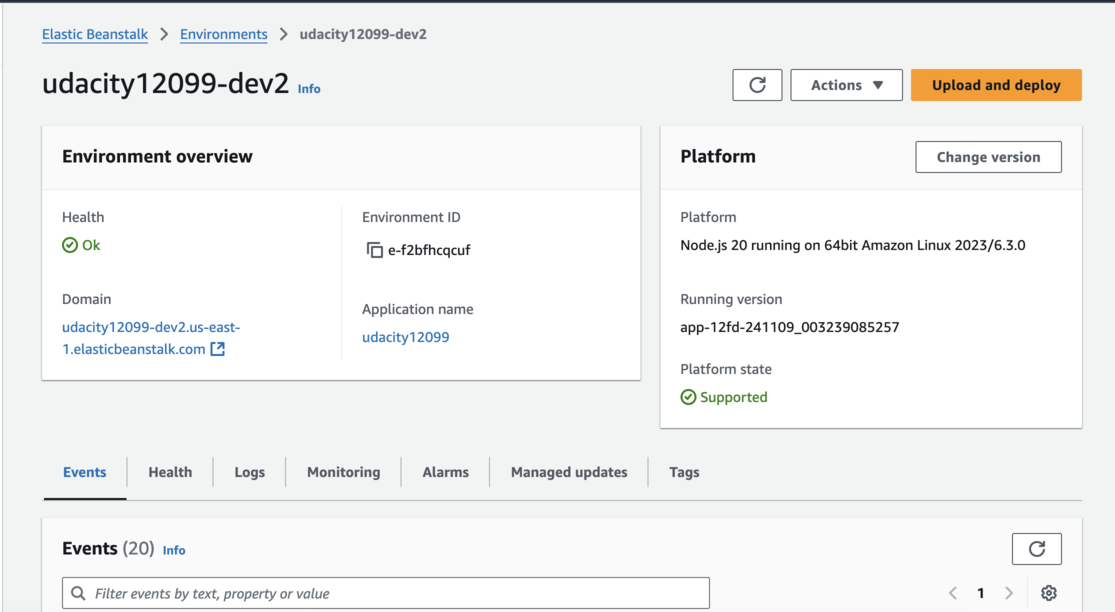 Elastic Beanstalk > Environments > udacity12099-dev2
udacity12099-dev2 Info
Actions
Upload and deploy
Environment overview
Health
Ok
Domain
udacity12099-dev2.us-east-
1.elasticbeanstalk.com
Environment ID
e-f2bfhcqcuf
Application name
udacity12099
Platform
Change version
Platform
Node.js 20 running on 64bit Amazon Linux 2023/6.3.0
Running version
app-12fd-241109_003239085257
Platform state
Supported
Events Health Logs Monitoring Alarms Managed updates Tags
Events (20) Info
Filter events by text, property or value
1